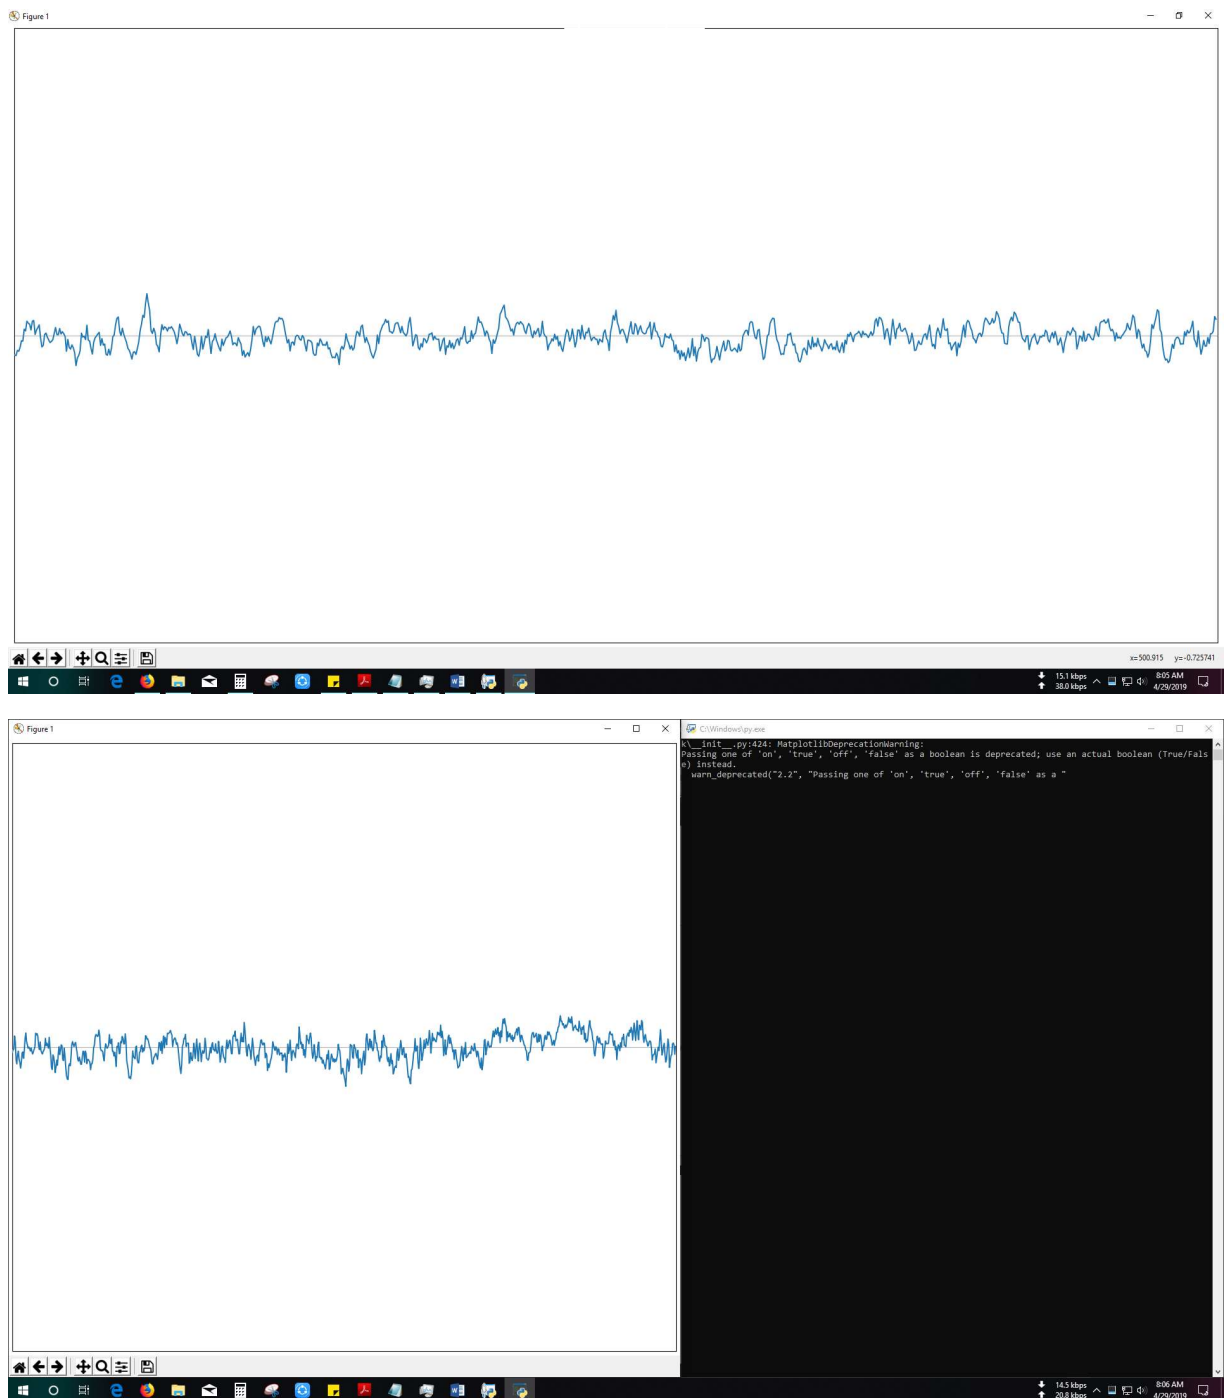 Figure 1
x=500.915 y=-0.725741
15.1 kbps
38.0 kbps
8:05 AM
4/29/2019
Figure 1
C:\Windows\py.exe
k\__init__.py:424: MatplotlibDeprecationWarning:
Passing one of 'on', 'true', 'off', 'false' as a boolean is deprecated; use an actual boolean (True/Fals
e) instead.
warn_deprecated("2.2", "Passing one of 'on', 'true', 'off', 'false' as a "
14.5 kbps
20.8 kbps
8:06 AM
4/29/2019